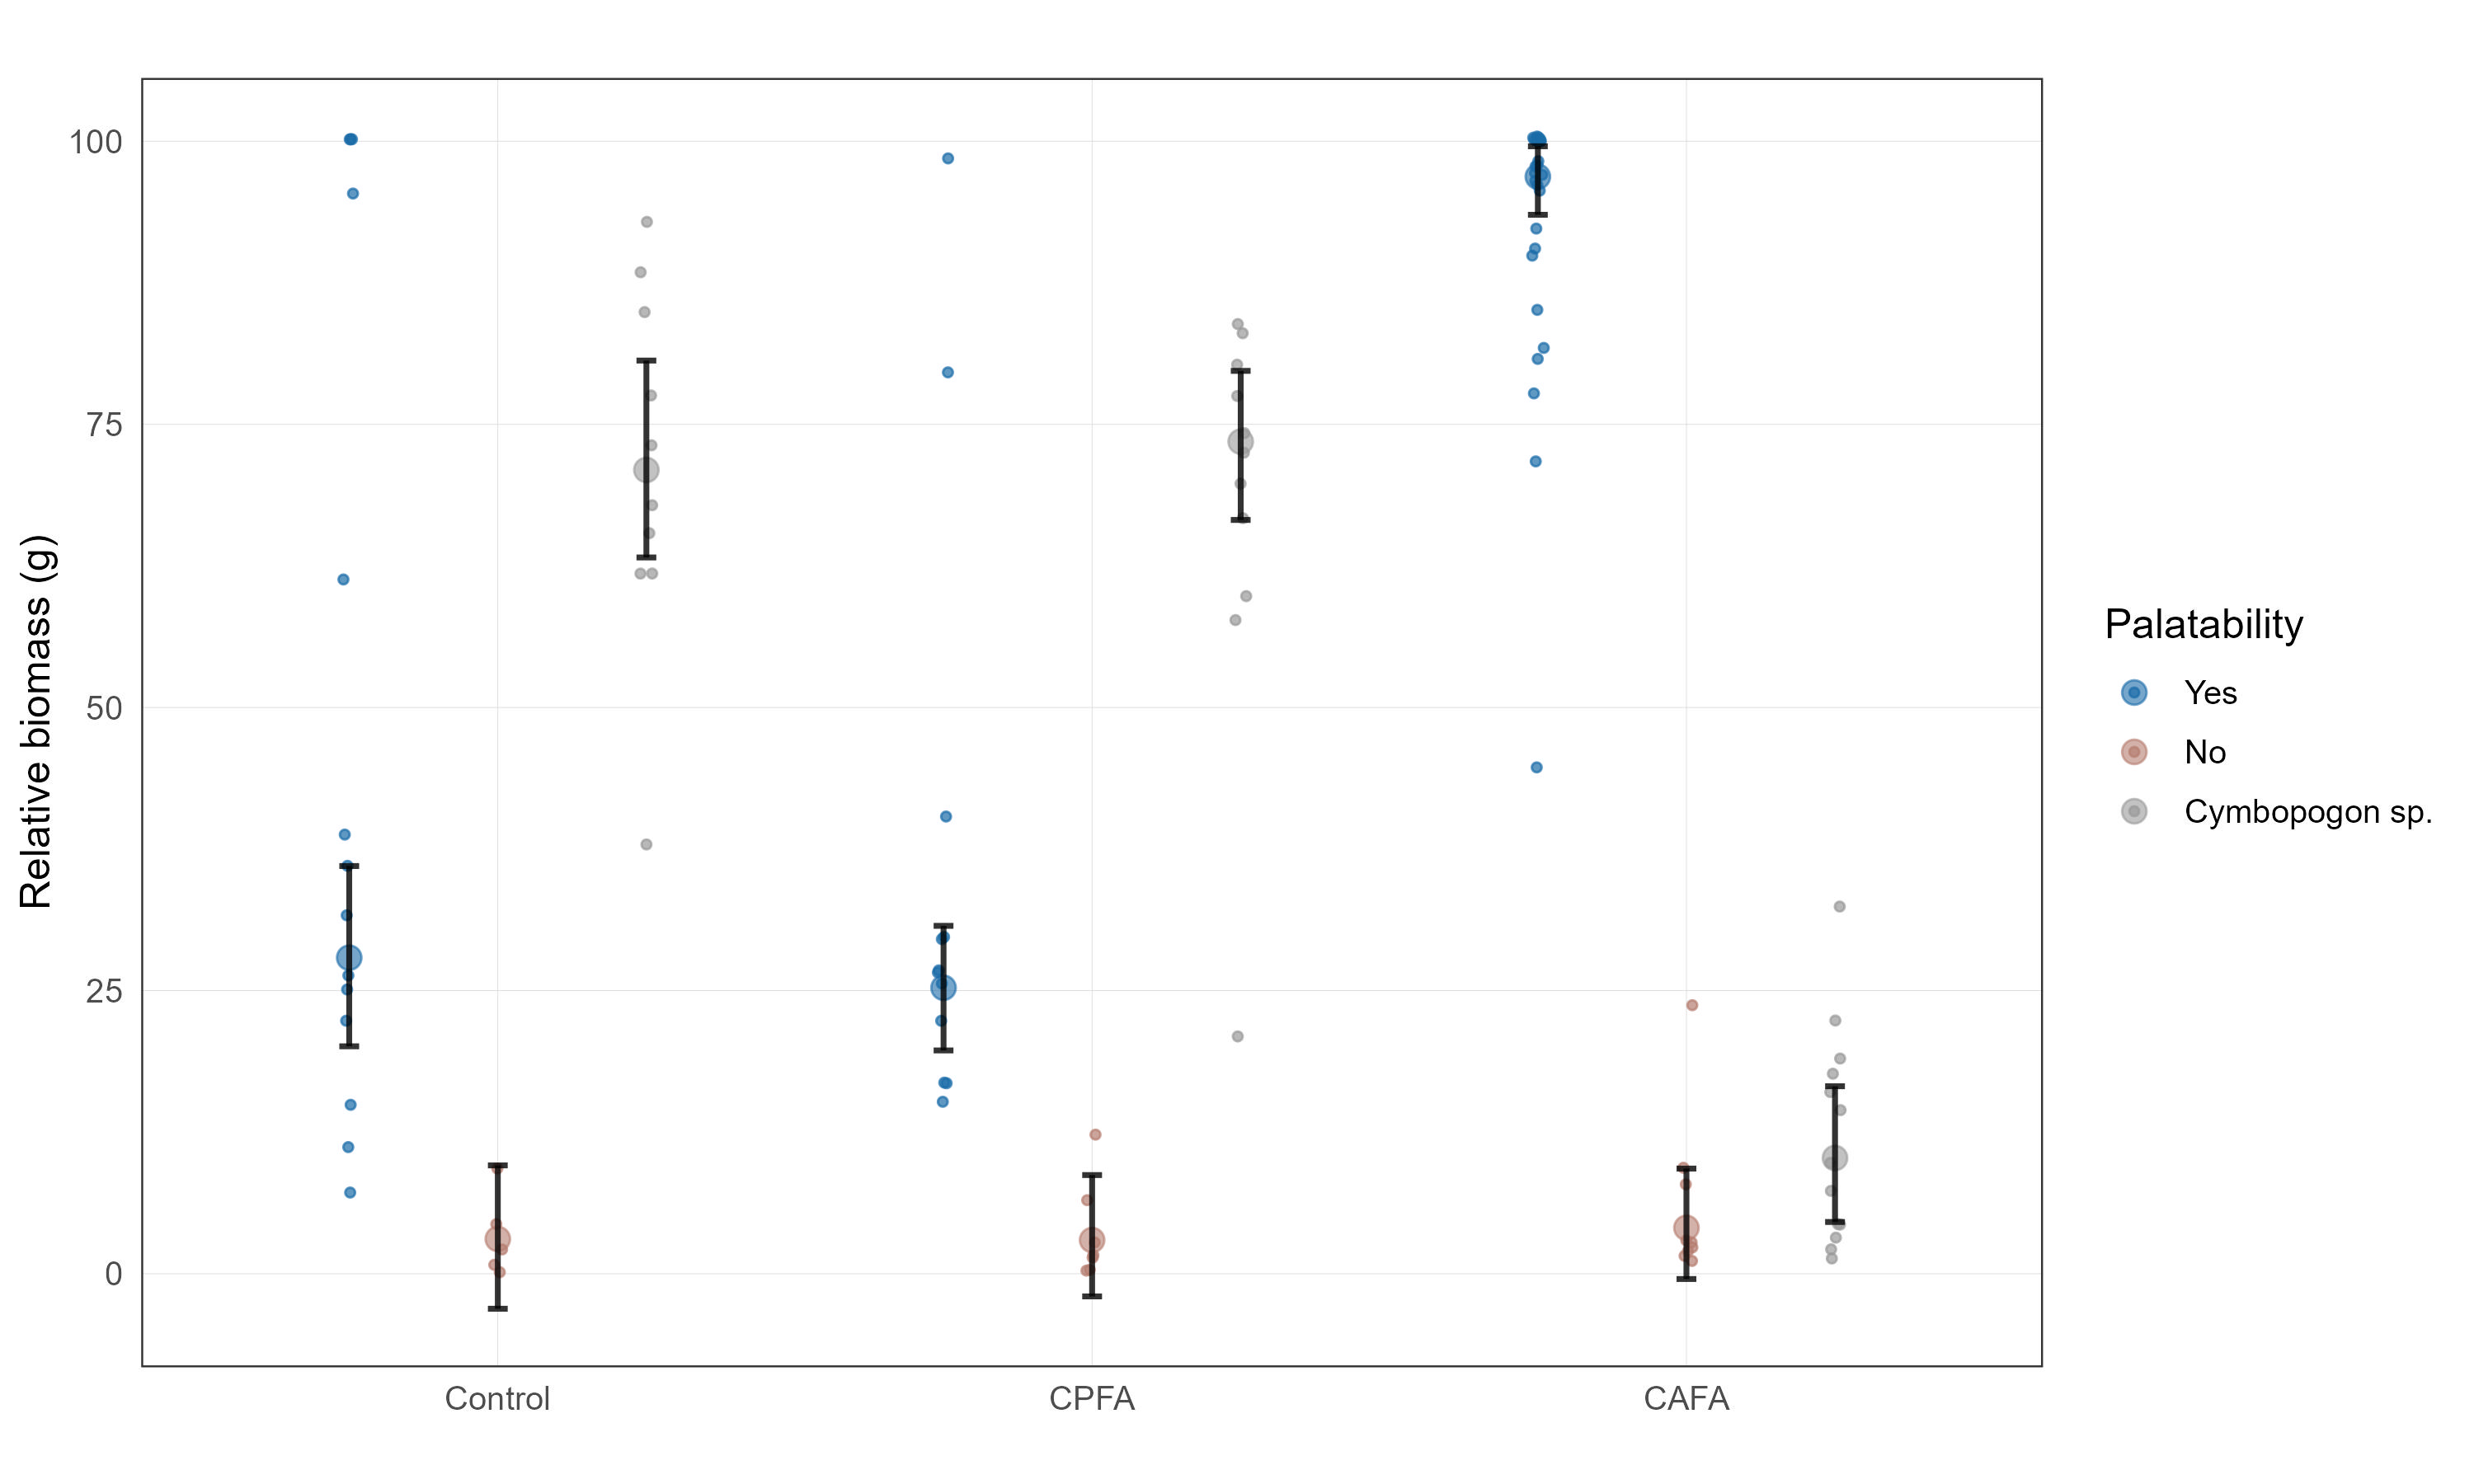 100
75
50
25
0
Relative biomass (g)
Control
CPFA
CAFA
Palatability
Yes
No
Cymbopogon sp.